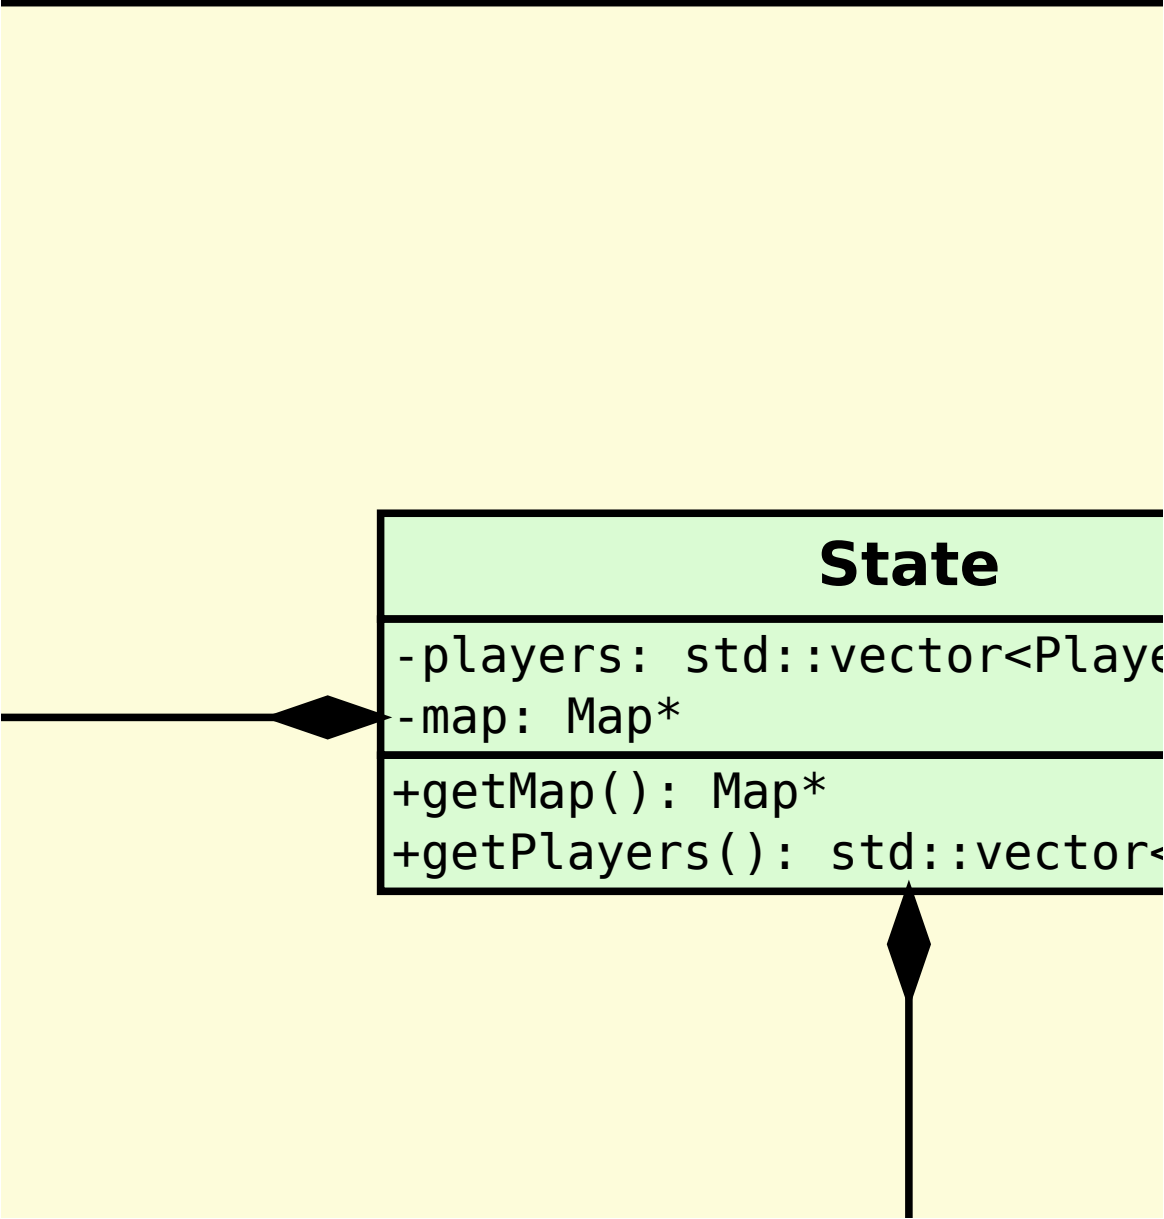 State
-players: std::vector<Playe
-map: Map*
+getMap(): Map*
+getPlayers(): std::vector<